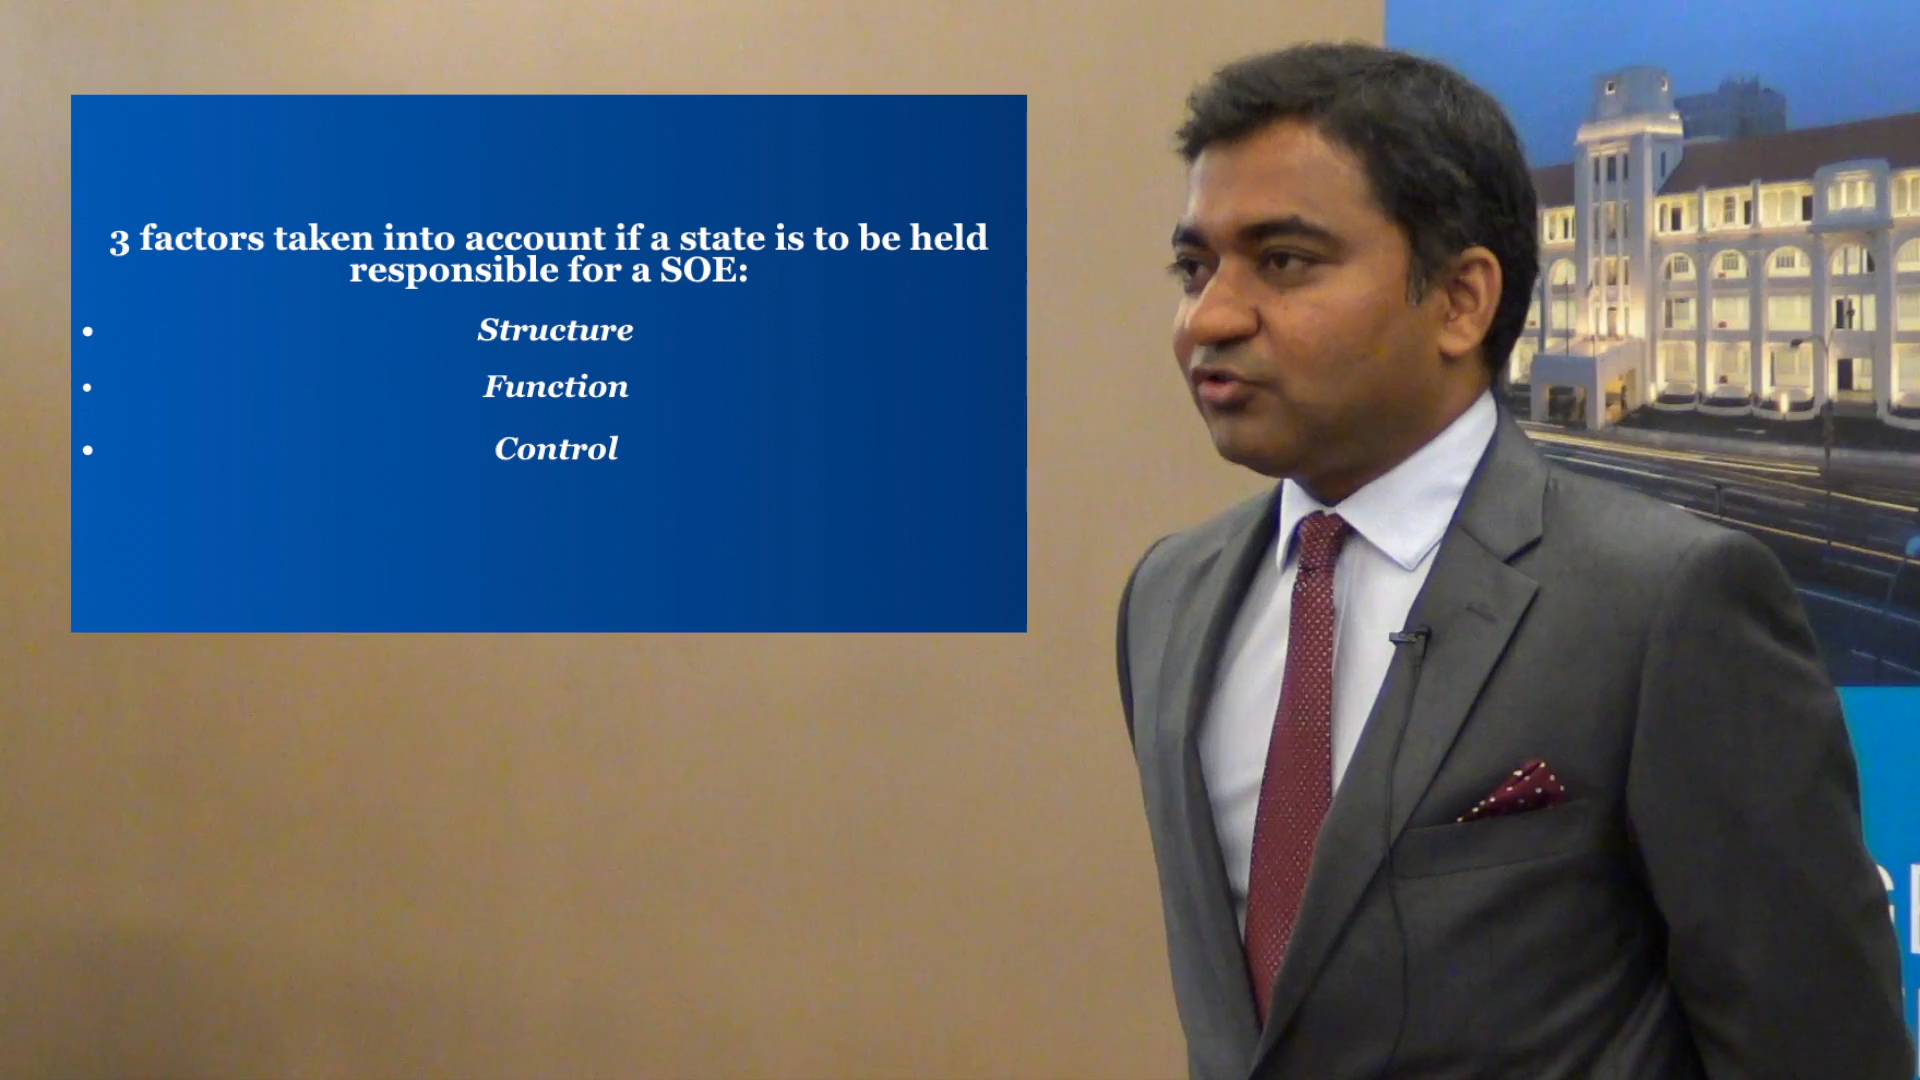 3 factors taken into account if a state is to be held
responsible for a SOE:
• Structure
• Function
• Control